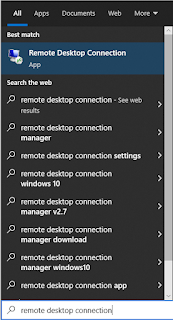 All Apps Documents Web More
Best match
Remote Desktop Connection
App
Search the web
remote desktop connection - See web
results
remote desktop connection
manager
remote desktop connection settings
remote desktop connection
windows 10
remote desktop connection
manager v2.7
remote desktop connection
manager download
remote desktop connection
manager windows10
remote desktop connection app
remote desktop connection